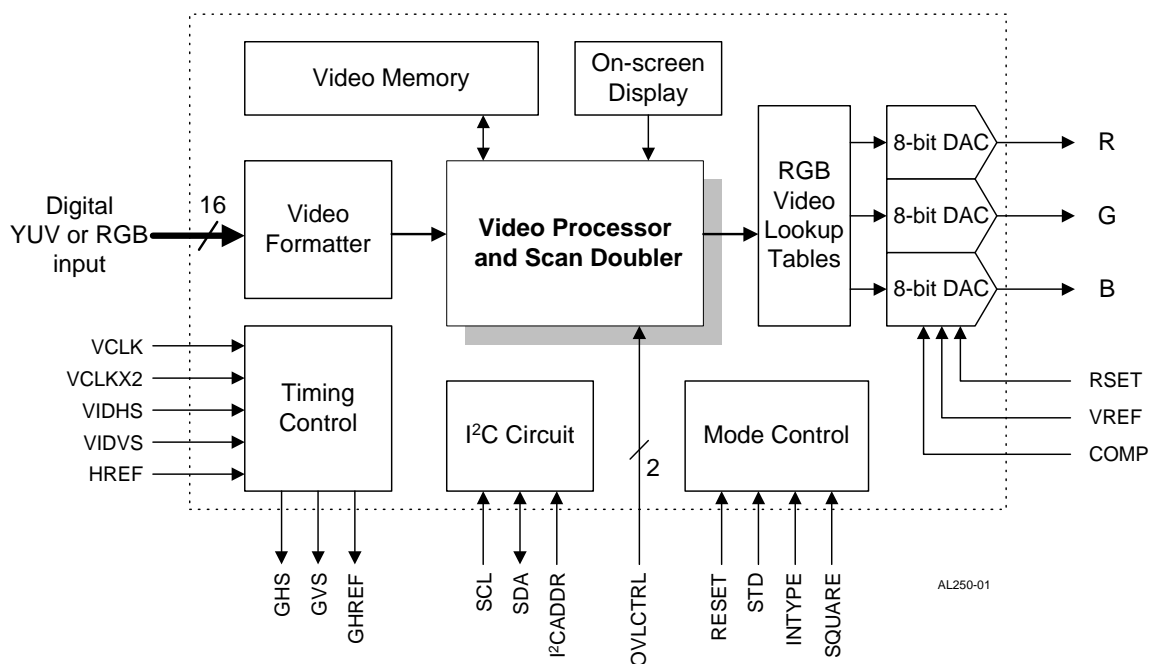 Video Memory
On-screen
Display
Digital
YUV or RGB
input
16
Video
Formatter
Video Processor
and Scan Doubler
RGB
Video
Lookup
Tables
8-bit DAC
8-bit DAC
8-bit DAC
R
G
B
VCLK
VCLKX2
VIDHS
VIDVS
HREF
Timing
Control
I²C Circuit
2
Mode Control
RSET
VREF
COMP
GHS
GVS
GHREF
SCL
SDA
I²CADDR
OVLCTRL
RESET
STD
INTYPE
SQUARE
AL250-01